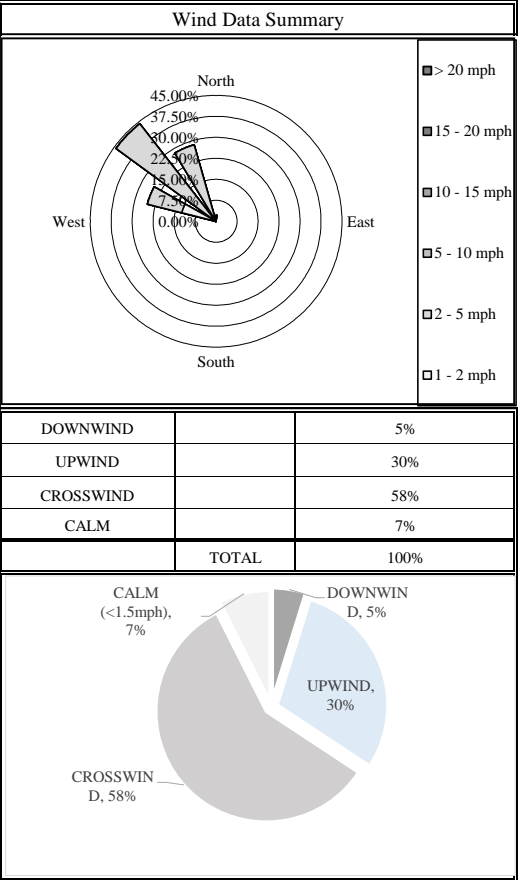 Wind Data Summary
North
45.00%
37.50%
30.00%
22.50%
15.00%
7.50%
0.00%
West
East
South
> 20 mph
15 - 20 mph
10 - 15 mph
5 - 10 mph
2 - 5 mph
1 - 2 mph
DOWNWIND 5%
UPWIND 30%
CROSSWIND 58%
CALM 7%
TOTAL 100%
CALM
(<1.5mph),
7%
DOWNWIN
D, 5%
UPWIND,
30%
CROSSWIN
D, 58%